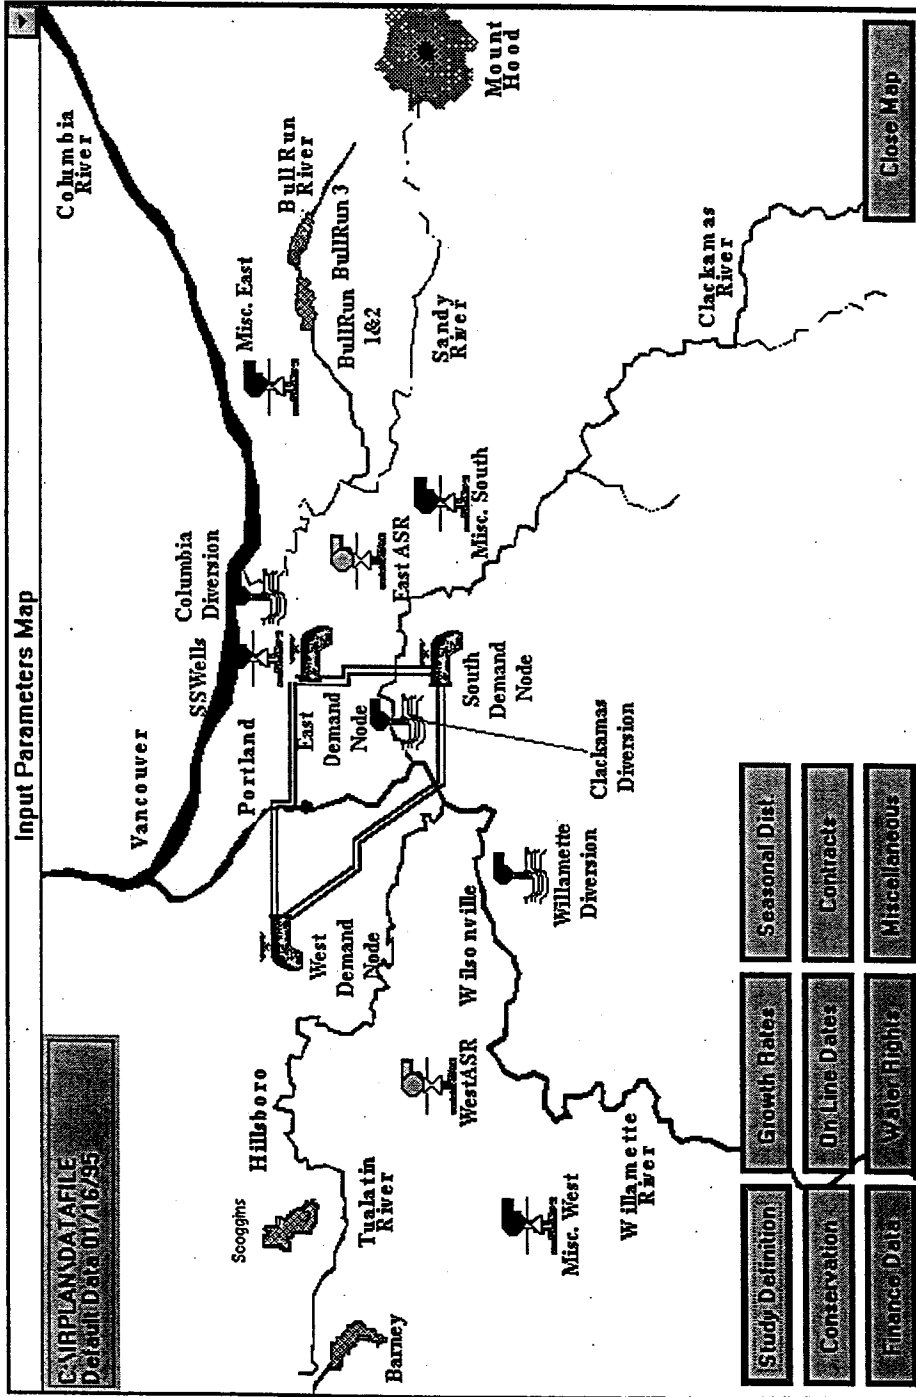 Input Parameters Map
C:\IRPLAN\DATAFILE
Default Data 01/16/95
Vancouver
Columbia
River
SSWells
Columbia
Diversion
Misc. East
BullRun
River
Portland
Hillsboro
Scoggins
Tualatin
River
Barney
West
Demand
Node
East
Demand
Node
East ASR
BullRun
1&2
BullRun 3
Sandy
River
Mount
Hood
WestASR
Wilsonville
South
Demand
Node
Misc. South
Misc. West
Willamette
Diversion
Clackamas
Diversion
Willamette
River
Clackamas
River
Study Definition
Growth Rates
Seasonal Dist.
Conservation
On Line Dates
Contracts
Finance Data
Water Rights
Miscellaneous
Close Map